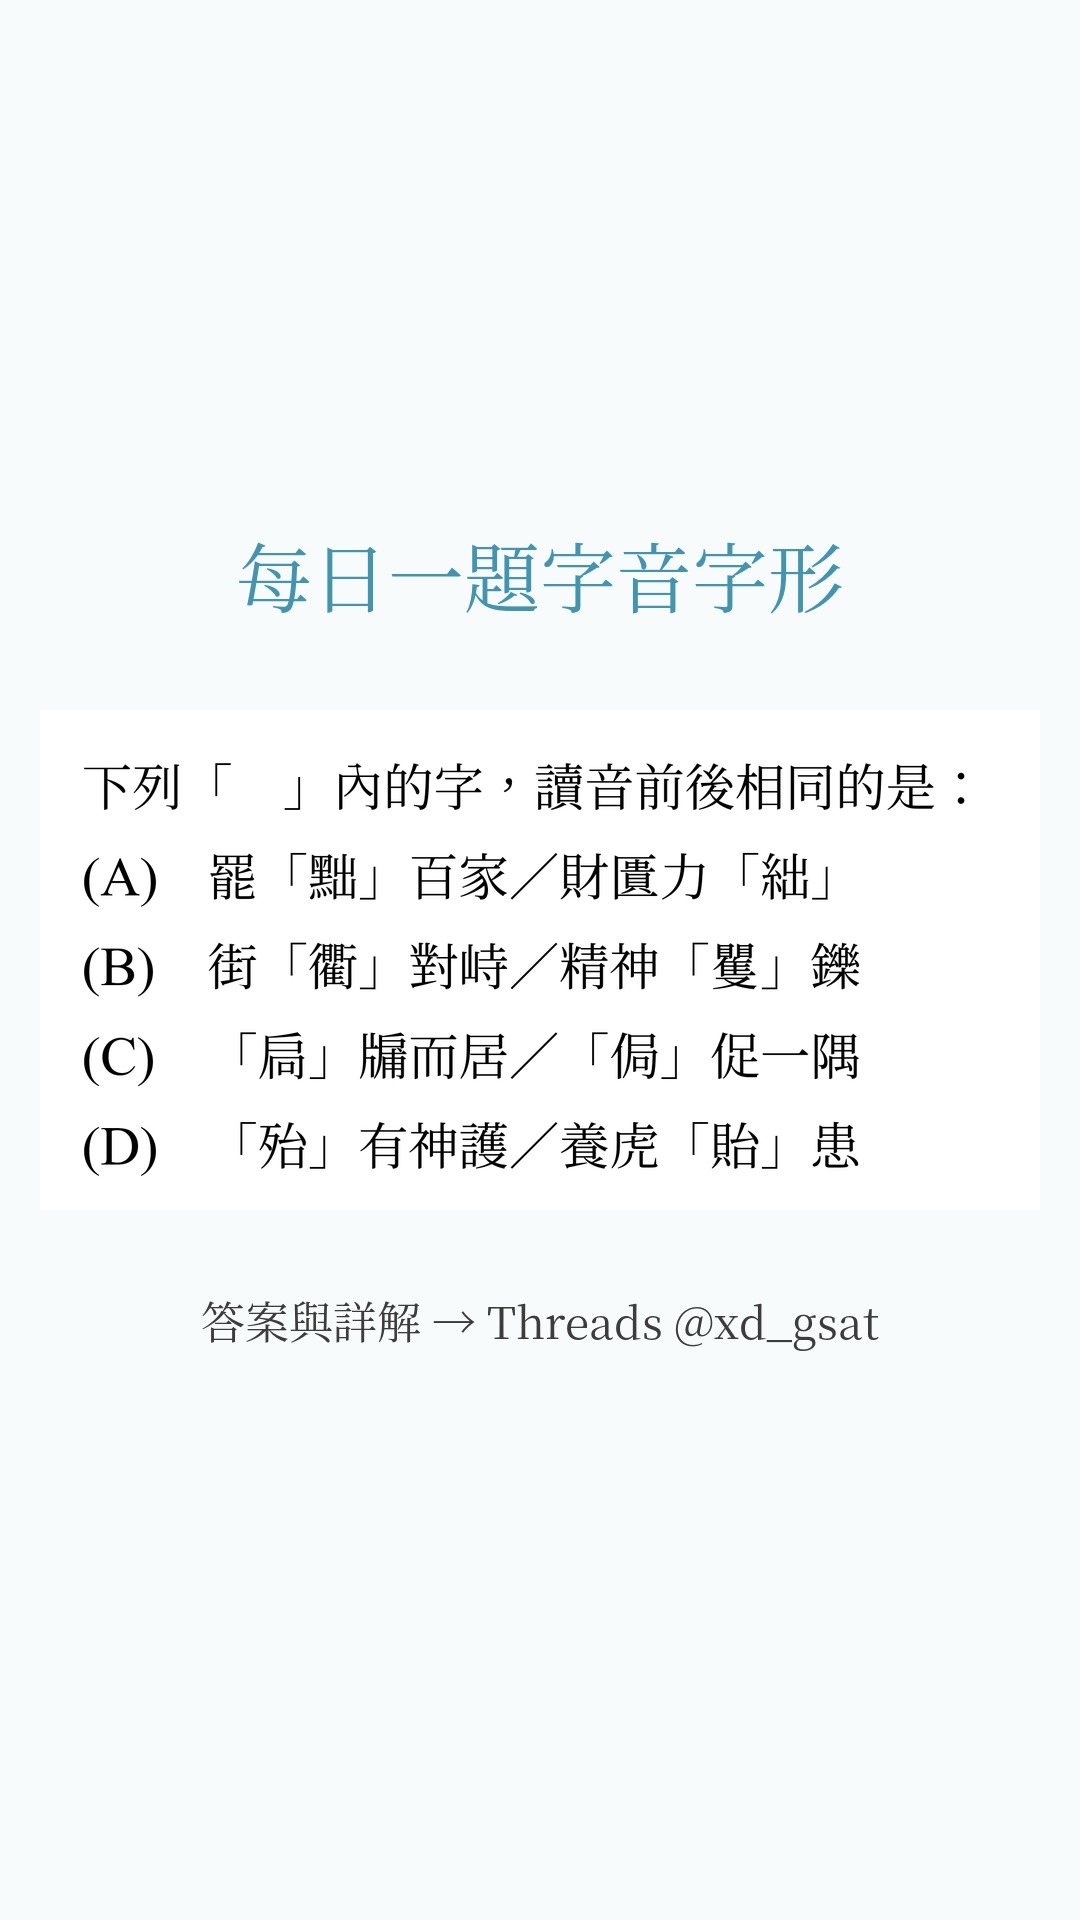 每日一題字音字形
下列「　」內的字，讀音前後相同的是：
(A)　罷「黜」百家／財匱力「絀」
(B)　街「衢」對峙／精神「矍」鑠
(C)　「扃」牖而居／「侷」促一隅
(D)　「殆」有神護／養虎「貽」患
答案與詳解 → Threads @xd_gsat